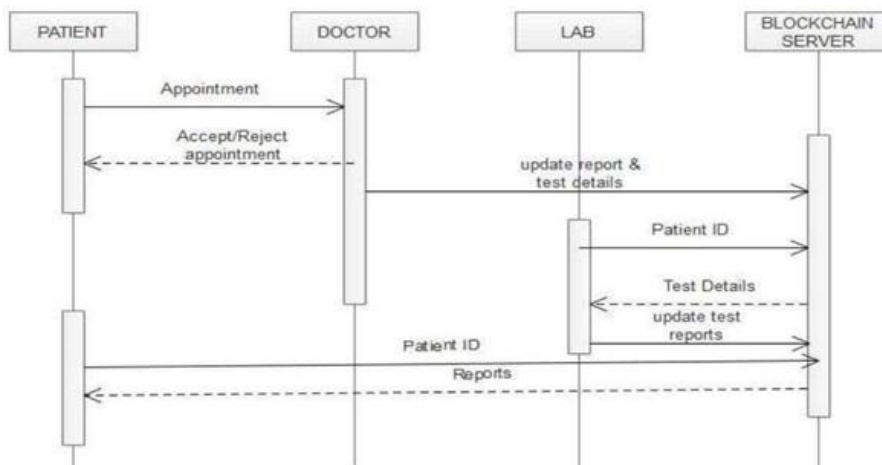 PATIENT
DOCTOR
LAB
BLOCKCHAIN
SERVER
Appointment
Accept/Reject
appointment
update report &
test details
Patient ID
Test Details
update test
reports
Patient ID
Reports